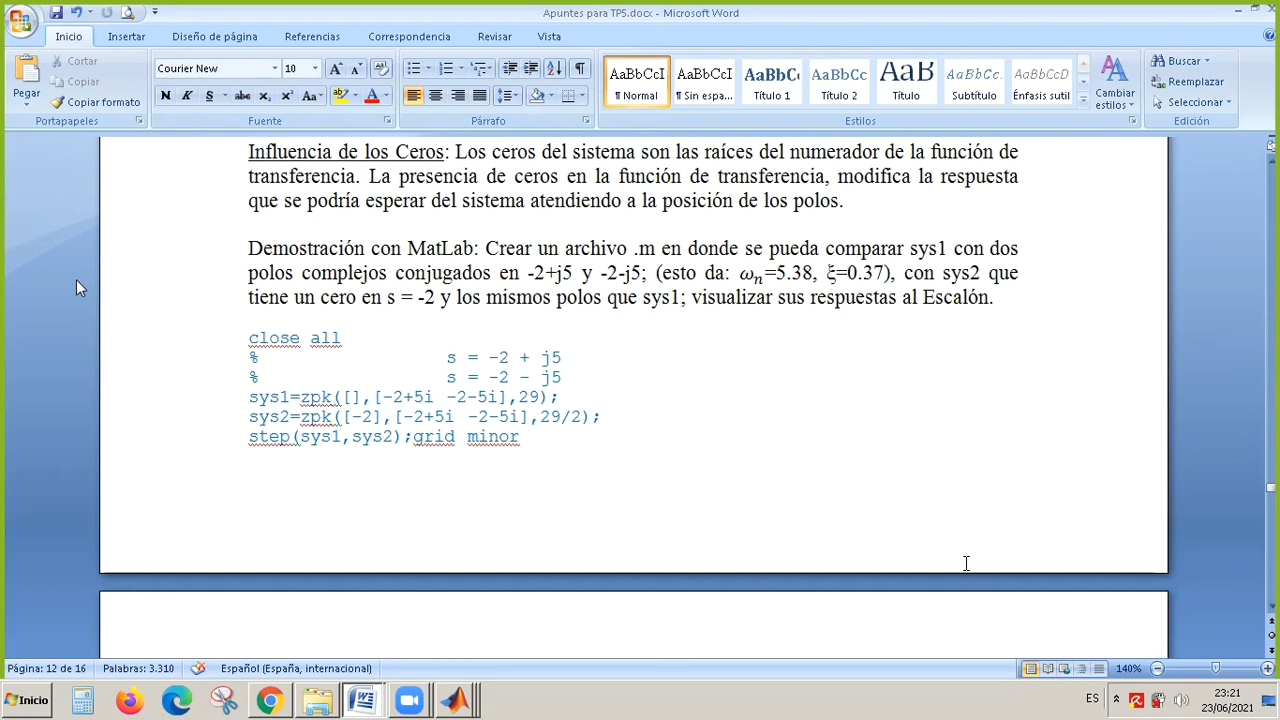 Apuntes para TP5.docx - Microsoft Word
Inicio Insertar Diseño de página Referencias Correspondencia Revisar Vista
Pegar
Cortar
Copiar
Copiar formato
Portapapeles
Courier New 10
N K S abc x₂ x² Aa
Fuente
Párrafo
AaBbCcI AaBbCcI AaBbC AaBbCc AaB AaBbCc. AaBbCcD
¶ Normal ¶ Sin espa... Título 1 Título 2 Título Subtítulo Énfasis sutil
Cambiar estilos
Estilos
Buscar
Reemplazar
Seleccionar
Edición
Influencia de los Ceros: Los ceros del sistema son las raíces del numerador de la función de
transferencia. La presencia de ceros en la función de transferencia, modifica la respuesta
que se podría esperar del sistema atendiendo a la posición de los polos.
Demostración con MatLab: Crear un archivo .m en donde se pueda comparar sys1 con dos
polos complejos conjugados en -2+j5 y -2-j5; (esto da: ωn=5.38, ξ=0.37), con sys2 que
tiene un cero en s = -2 y los mismos polos que sys1; visualizar sus respuestas al Escalón.
close all
% s = -2 + j5
% s = -2 - j5
sys1=zpk([],[-2+5i -2-5i],29);
sys2=zpk([-2],[-2+5i -2-5i],29/2);
step(sys1,sys2);grid minor
Página: 12 de 16 Palabras: 3.310 Español (España, internacional) 140%
Inicio ES 23:21
23/06/2021